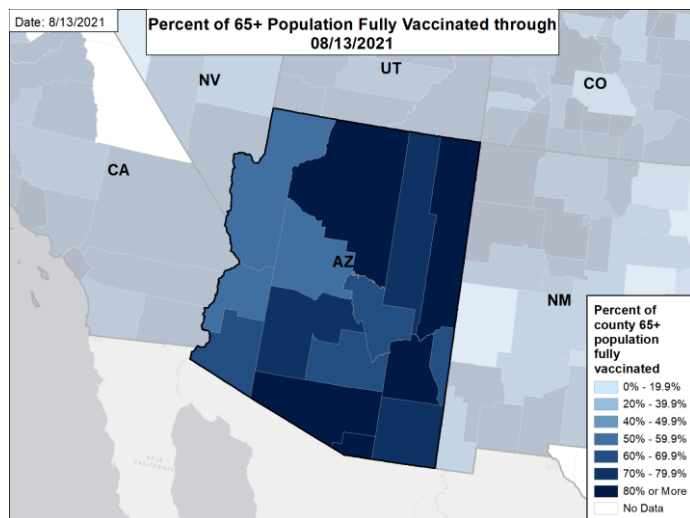 Date: 8/13/2021
Percent of 65+ Population Fully Vaccinated through
08/13/2021
NV
UT
CO
CA
AZ
NM
BAJA
CALIFORNIA
Percent of
county 65+
population
fully
vaccinated
0% - 19.9%
20% - 39.9%
40% - 49.9%
50% - 59.9%
60% - 69.9%
70% - 79.9%
80% or More
No Data